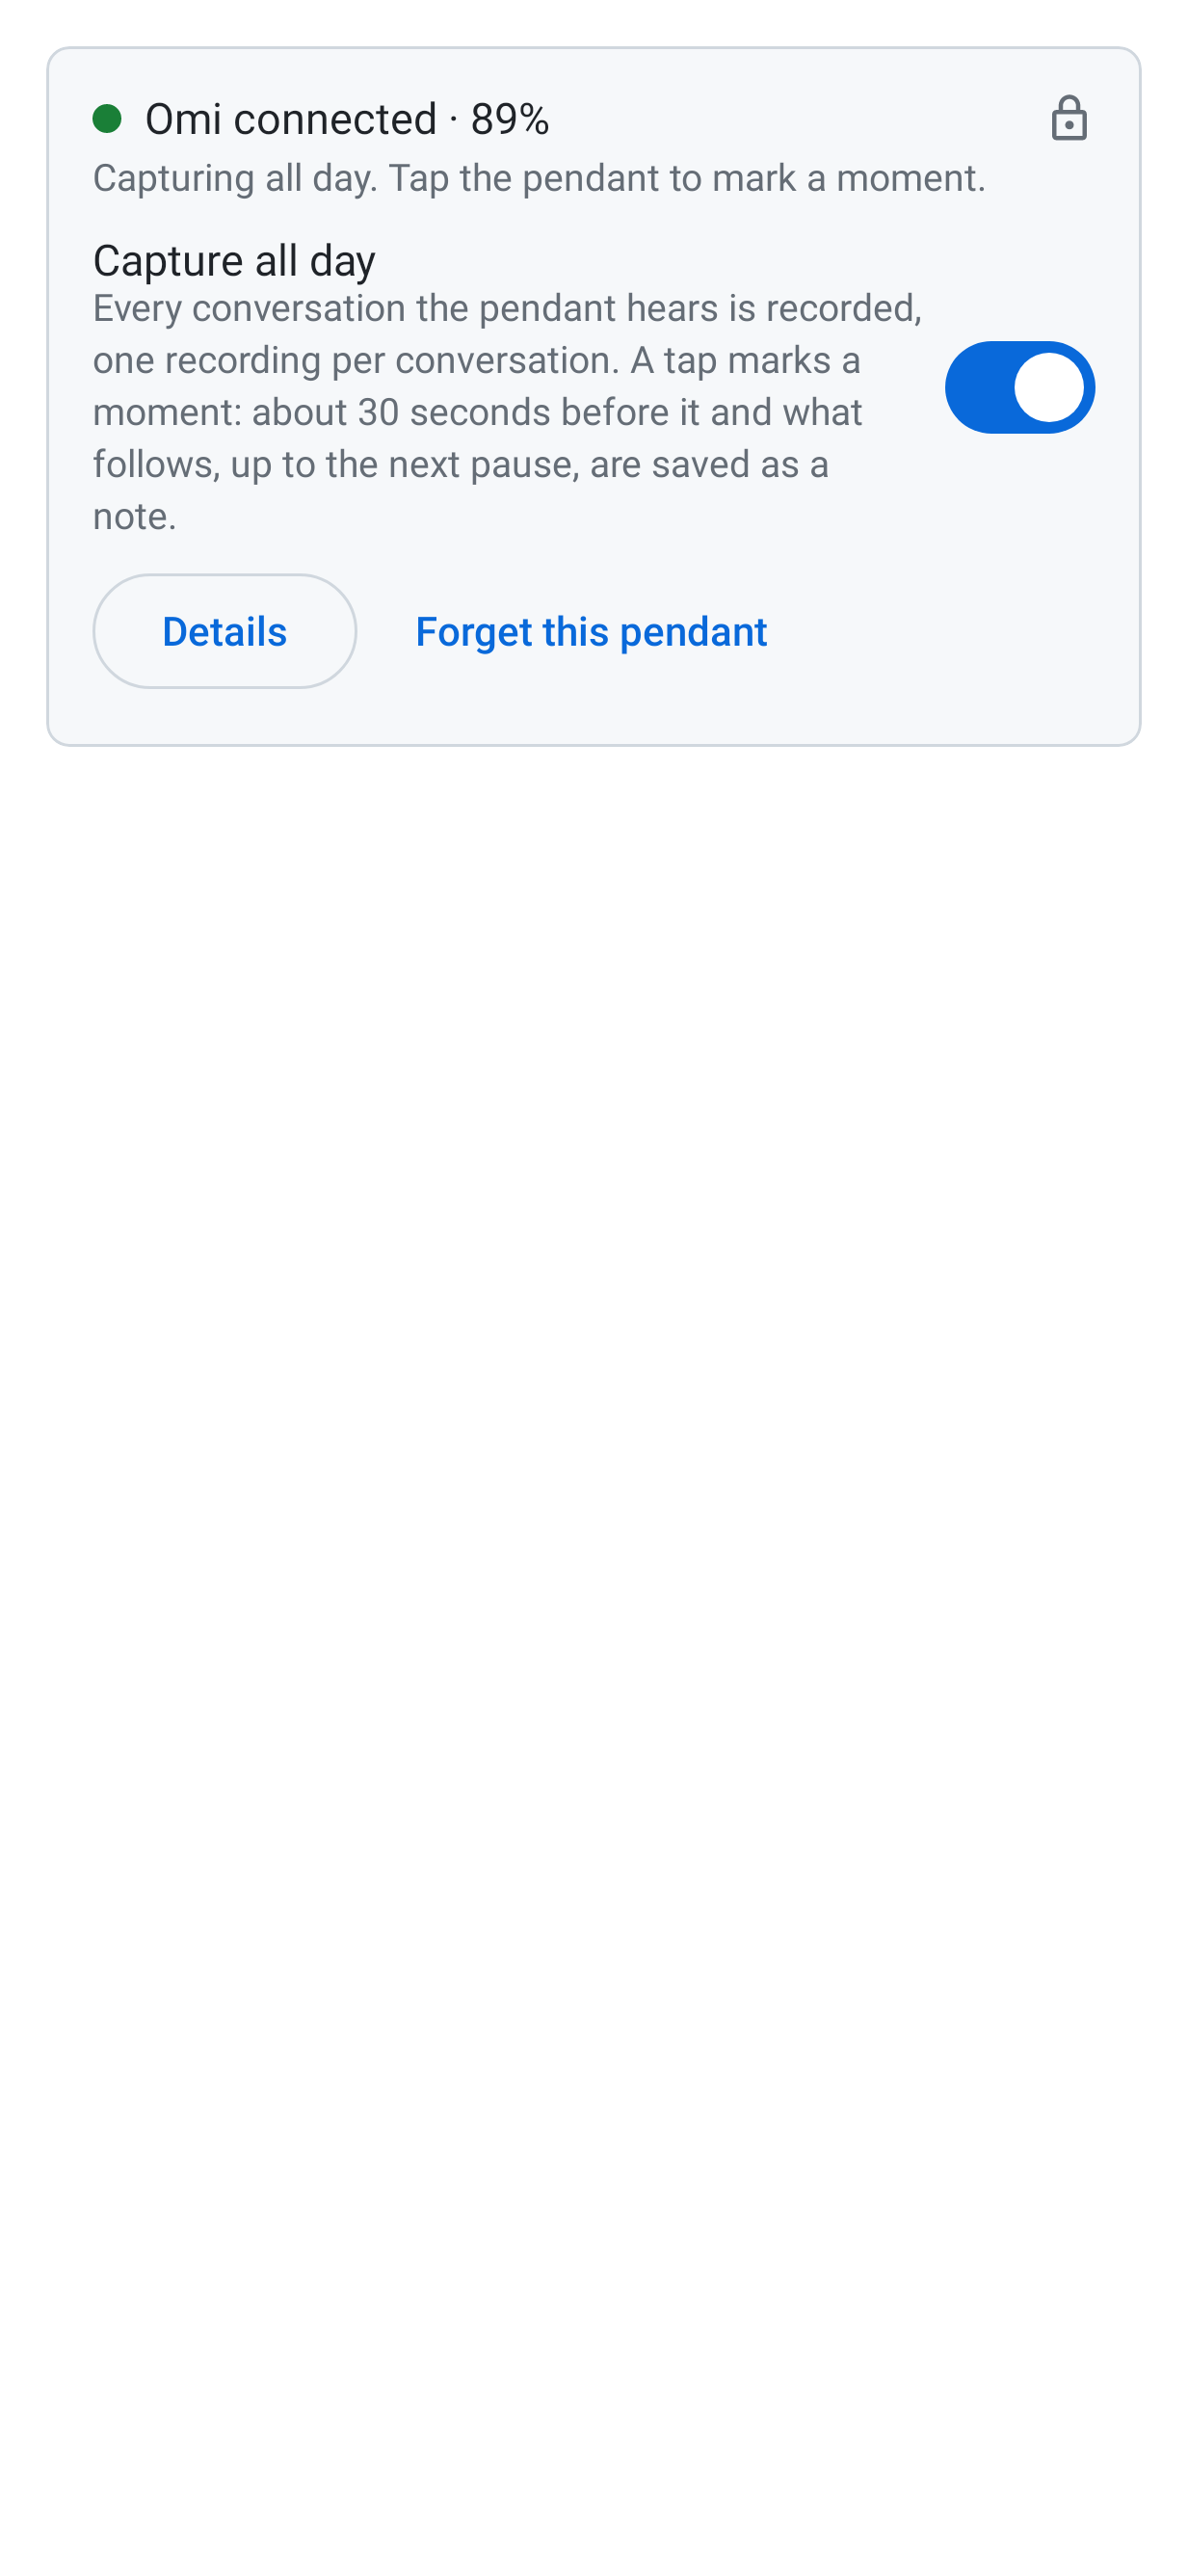 Omi connected · 89%
Capturing all day. Tap the pendant to mark a moment.
Capture all day
Every conversation the pendant hears is recorded,
one recording per conversation. A tap marks a
moment: about 30 seconds before it and what
follows, up to the next pause, are saved as a
note.
Details
Forget this pendant